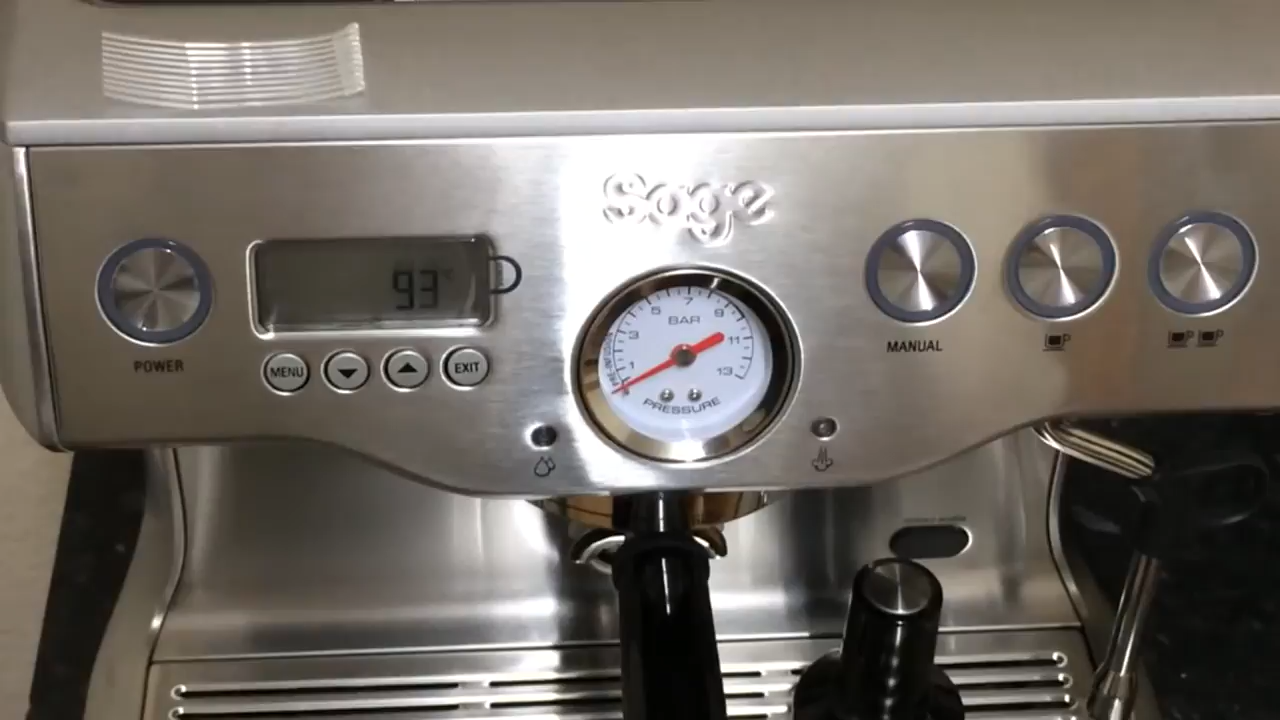 Sage
93°C
POWER
MENU
EXIT
BAR
1
3
5
7
9
11
13
PRE-INFUSION
PRESSURE
MANUAL